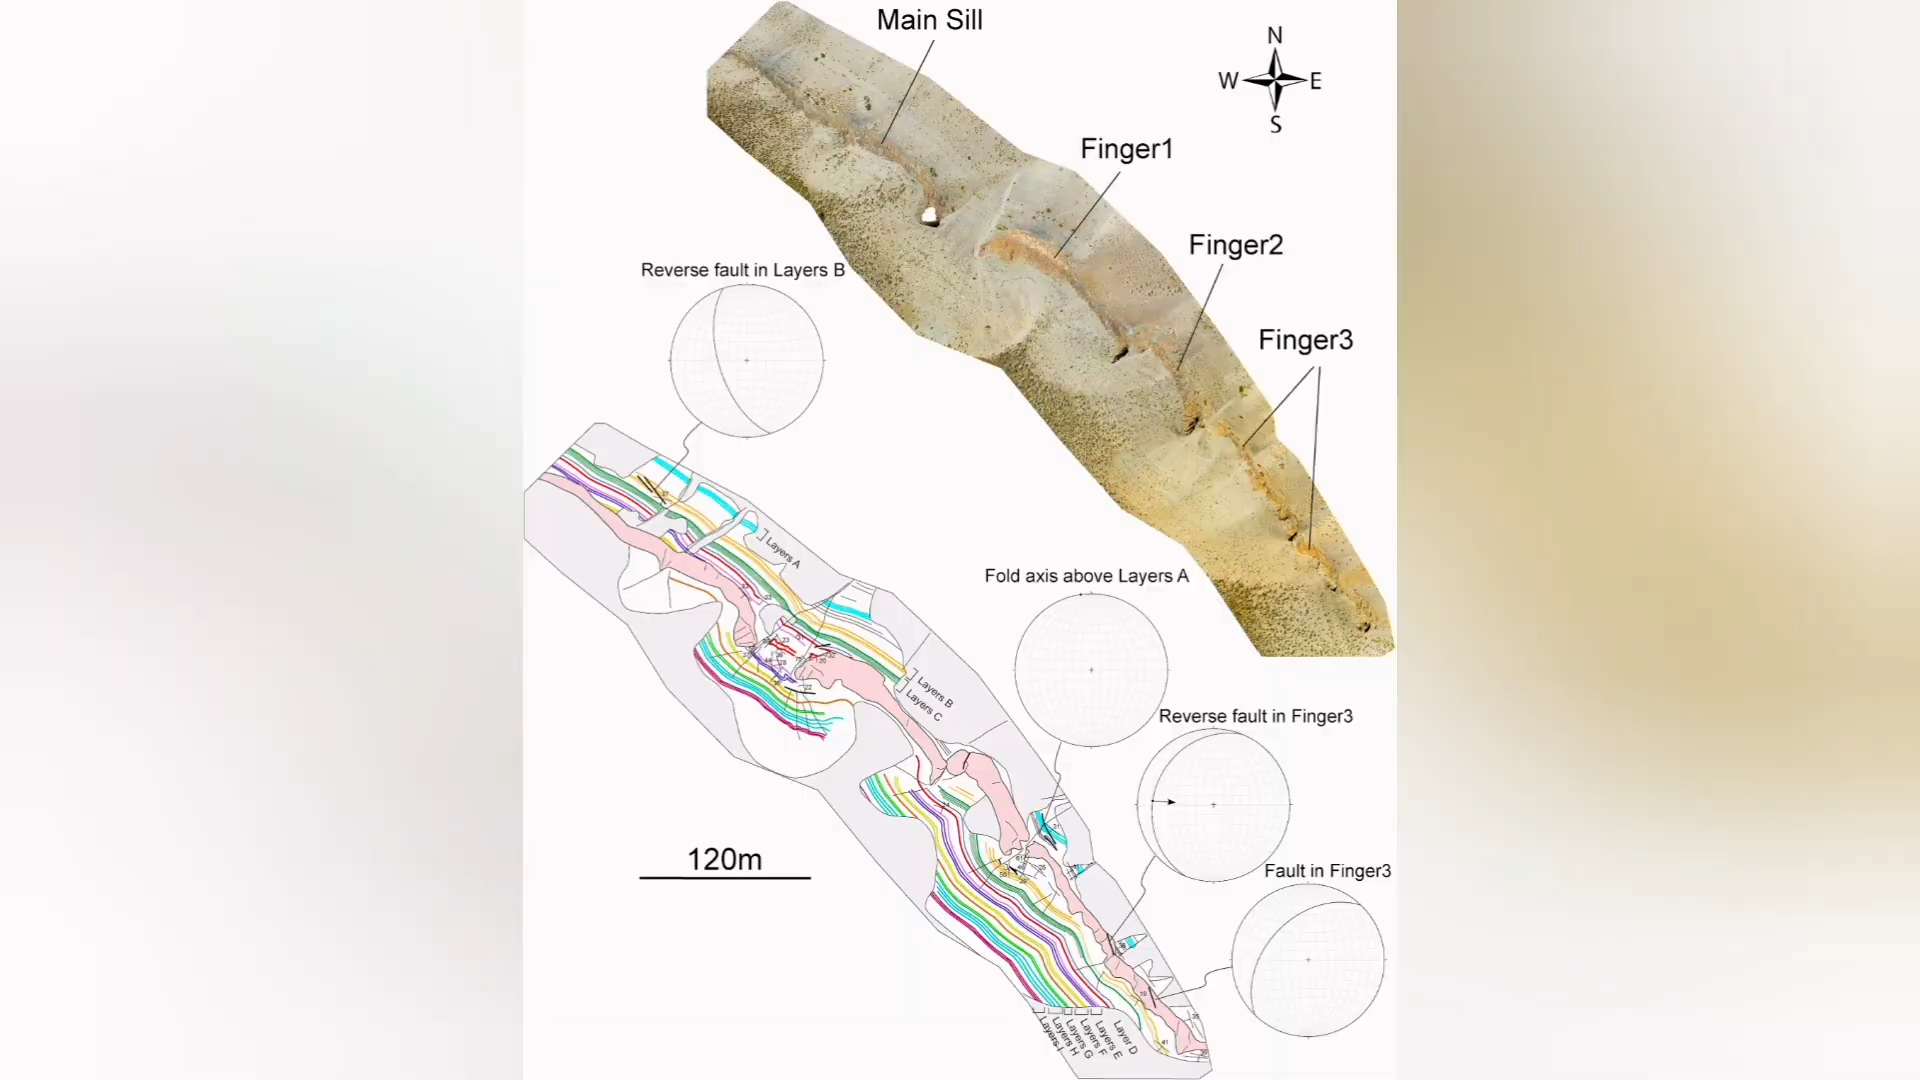 Main Sill
N
W E
S
Finger1
Finger2
Reverse fault in Layers B
Finger3
Layers A
Fold axis above Layers A
Layers B
Layers C
Reverse fault in Finger3
120m
Fault in Finger3
Layers I
Layers H
Layers G
Layers F
Layers E
Layer D